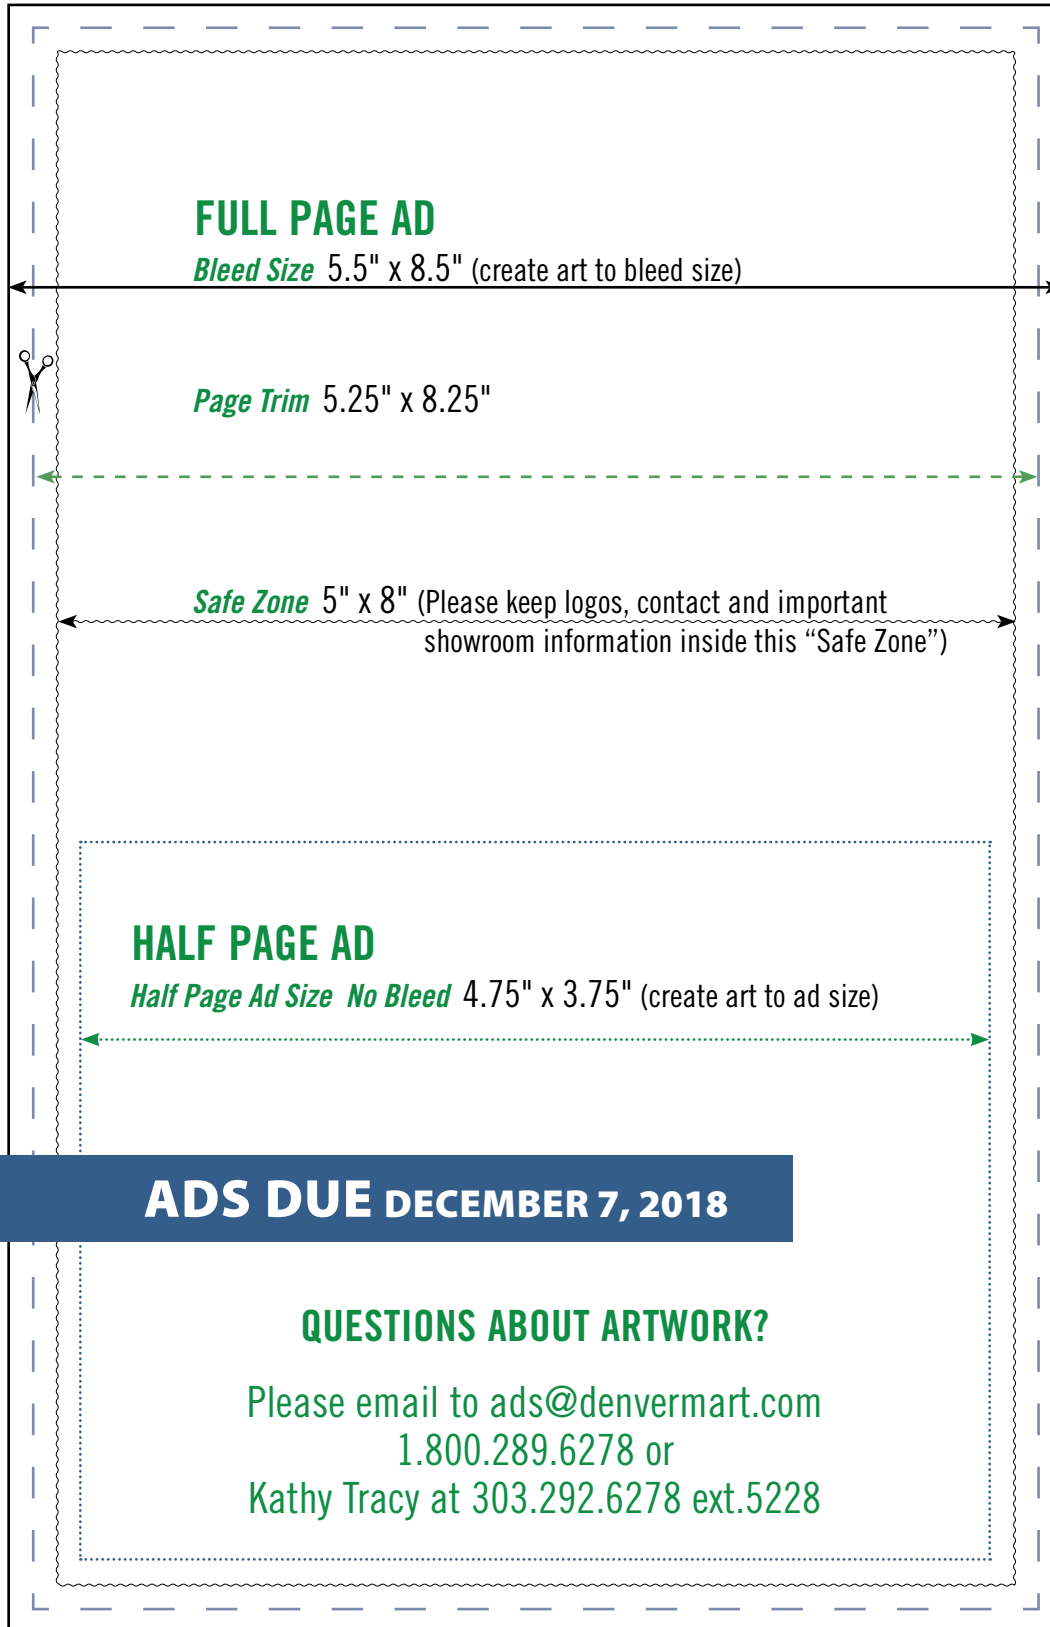 FULL PAGE AD
Bleed Size 5.5" x 8.5" (create art to bleed size)
Page Trim 5.25" x 8.25"
Safe Zone 5" x 8" (Please keep logos, contact and important
showroom information inside this “Safe Zone”)
HALF PAGE AD
Half Page Ad Size No Bleed 4.75" x 3.75" (create art to ad size)
ADS DUE DECEMBER 7, 2018
QUESTIONS ABOUT ARTWORK?
Please email to ads@denvermart.com
1.800.289.6278 or
Kathy Tracy at 303.292.6278 ext.5228